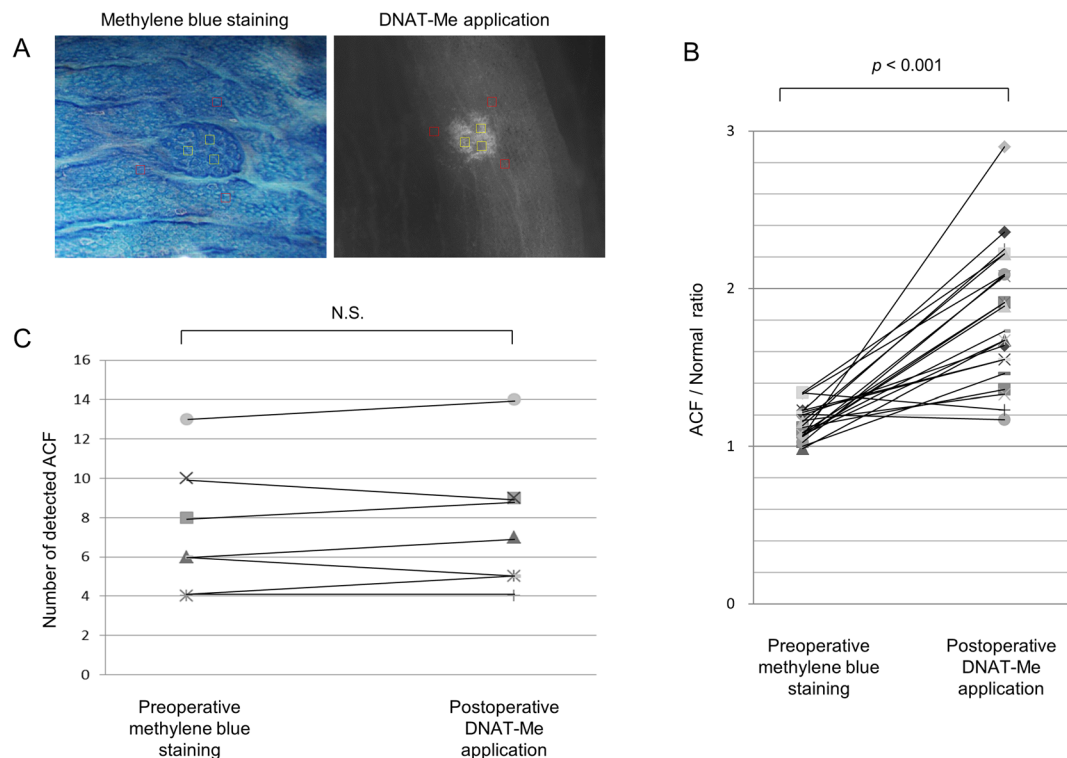 Methylene blue staining
DNAT-Me application
A
B
p < 0.001
3
2
1
0
ACF / Normal ratio
Preoperative
methylene blue
staining
Postoperative
DNAT-Me
application
C
N.S.
16
14
12
10
8
6
4
2
0
Number of detected ACF
Preoperative
methylene blue
staining
Postoperative
DNAT-Me
application